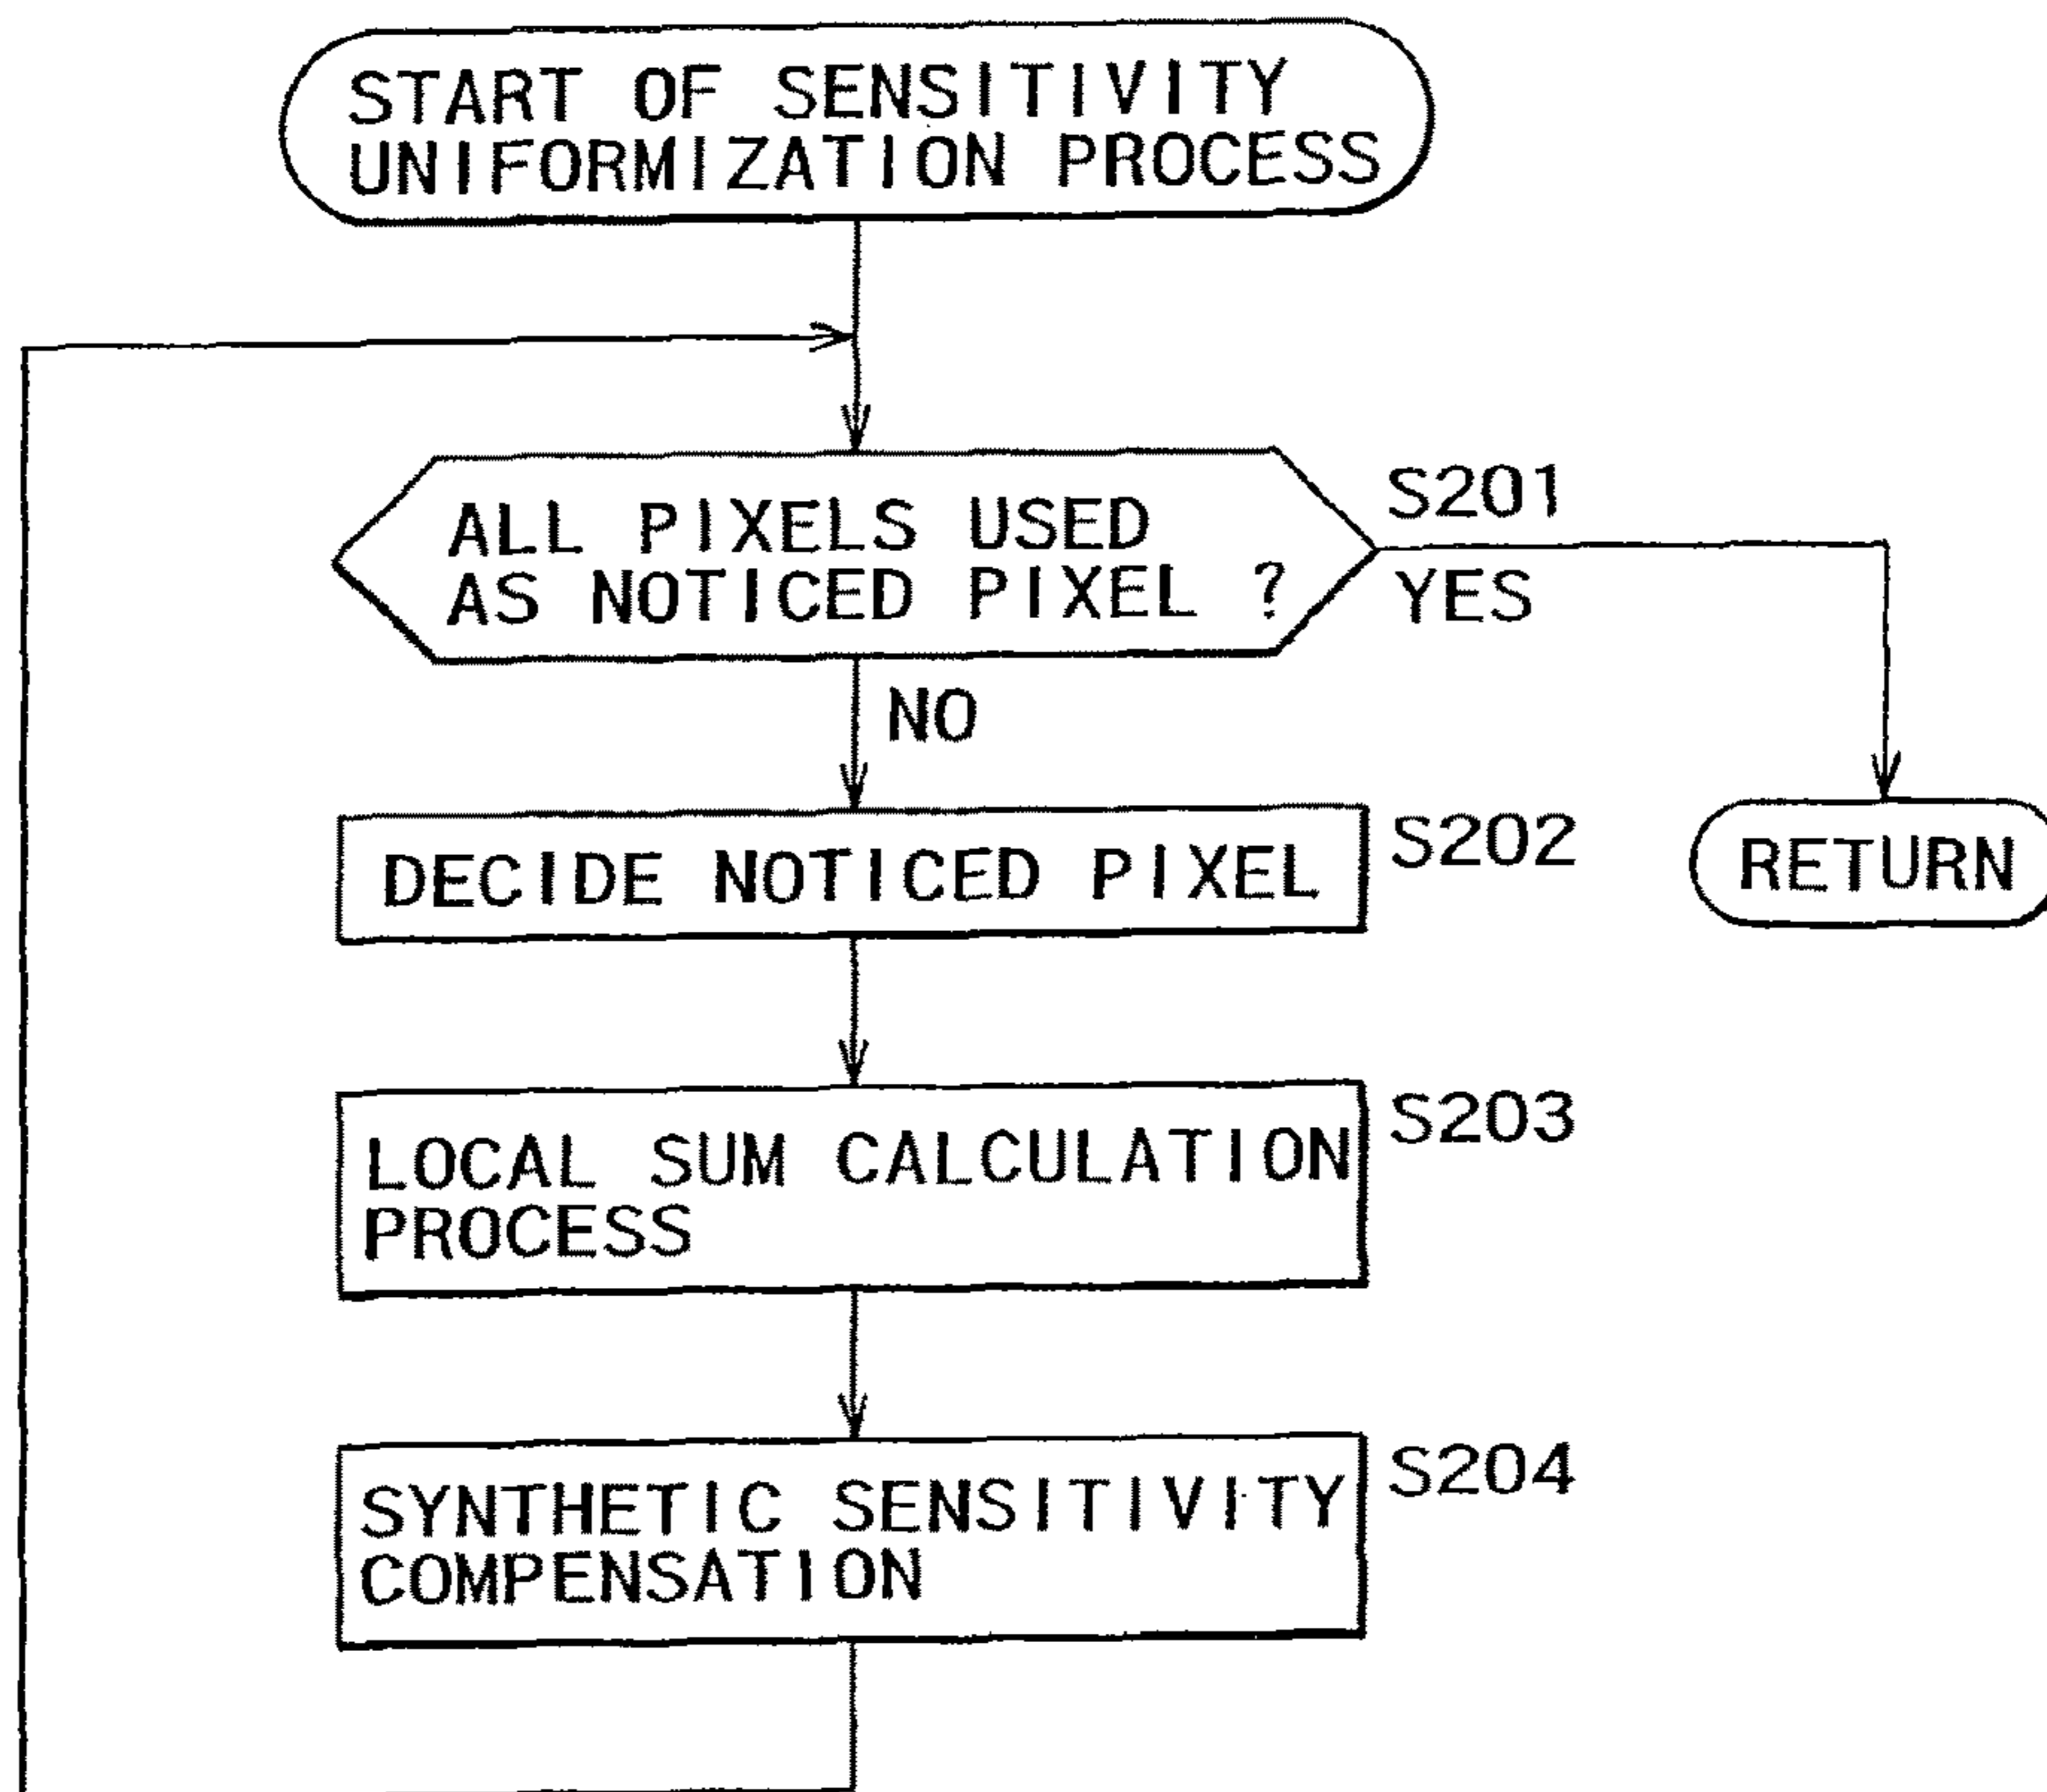 START OF SENSITIVITY
UNIFORMIZATION PROCESS
ALL PIXELS USED
AS NOTICED PIXEL ?
S201
YES
NO
DECIDE NOTICED PIXEL
S202
RETURN
LOCAL SUM CALCULATION
PROCESS
S203
SYNTHETIC SENSITIVITY
COMPENSATION
S204